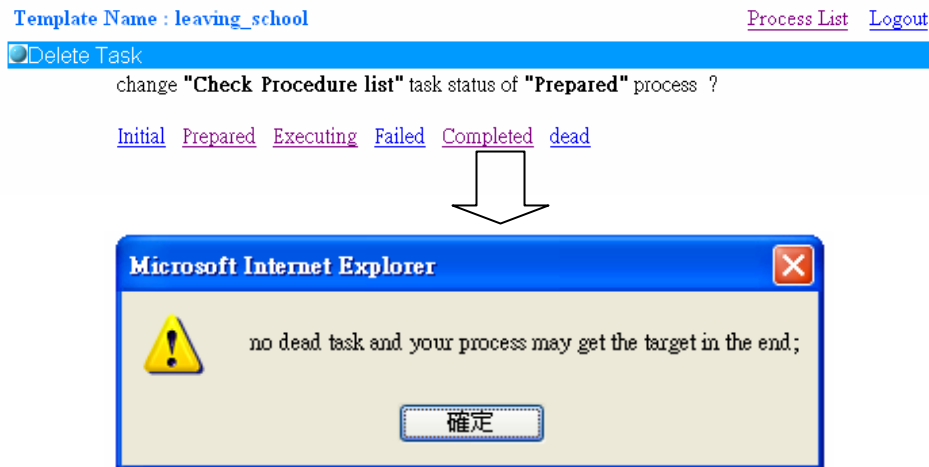 Template Name : leaving_school Process List Logout
Delete Task
change "Check Procedure list" task status of "Prepared" process ?
Initial Prepared Executing Failed Completed dead
Microsoft Internet Explorer
no dead task and your process may get the target in the end;
確定